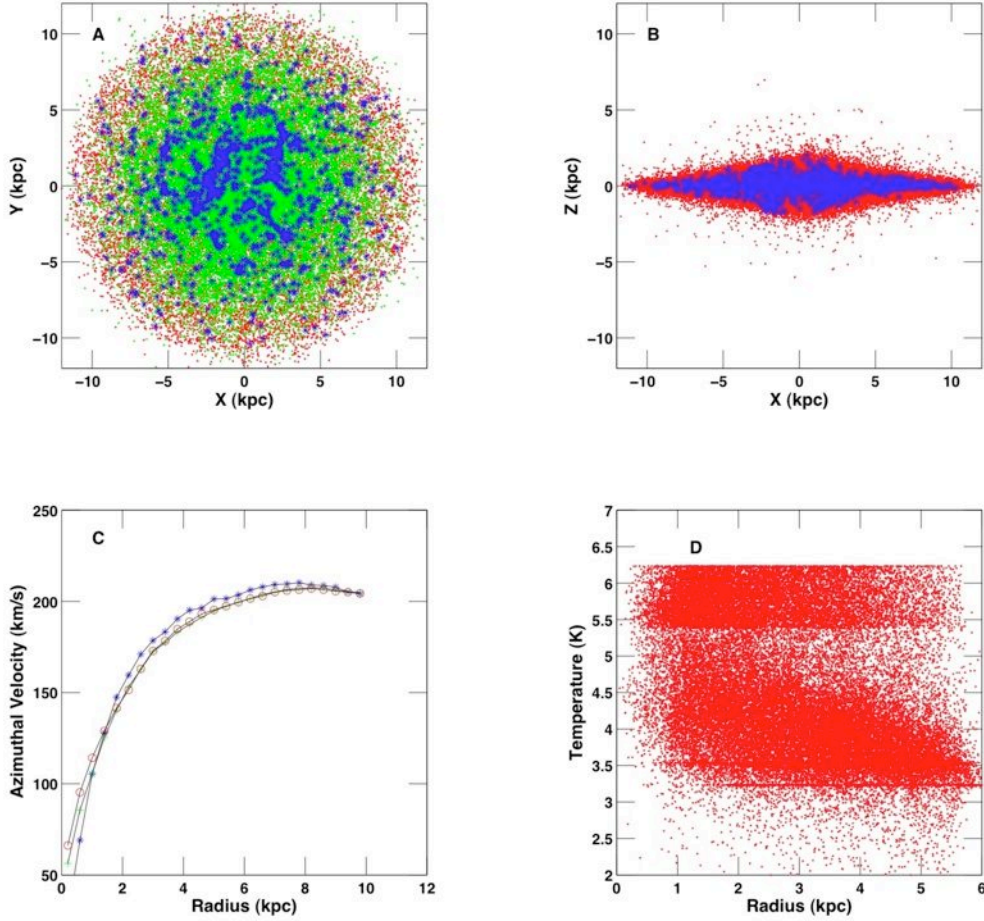 A
Y (kpc)
10
5
0
−5
−10
−10 −5 0 5 10
X (kpc)
B
Z (kpc)
10
5
0
−5
−10
−10 −5 0 5 10
X (kpc)
C
Azimuthal Velocity (km/s)
250
200
150
100
50
0 2 4 6 8 10 12
Radius (kpc)
D
Temperature (K)
7
6.5
6
5.5
5
4.5
4
3.5
3
2.5
2
0 1 2 3 4 5 6
Radius (kpc)